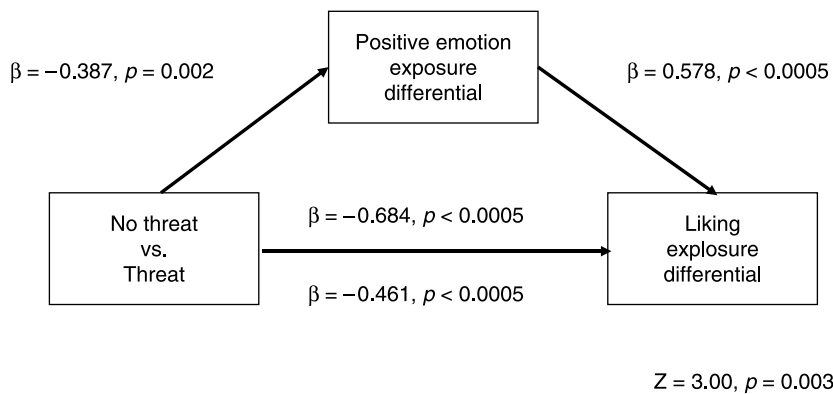 Positive emotion
exposure
differential
β = −0.387, p = 0.002
β = 0.578, p < 0.0005
No threat
vs.
Threat
β = −0.684, p < 0.0005
β = −0.461, p < 0.0005
Liking
explosure
differential
Z = 3.00, p = 0.003